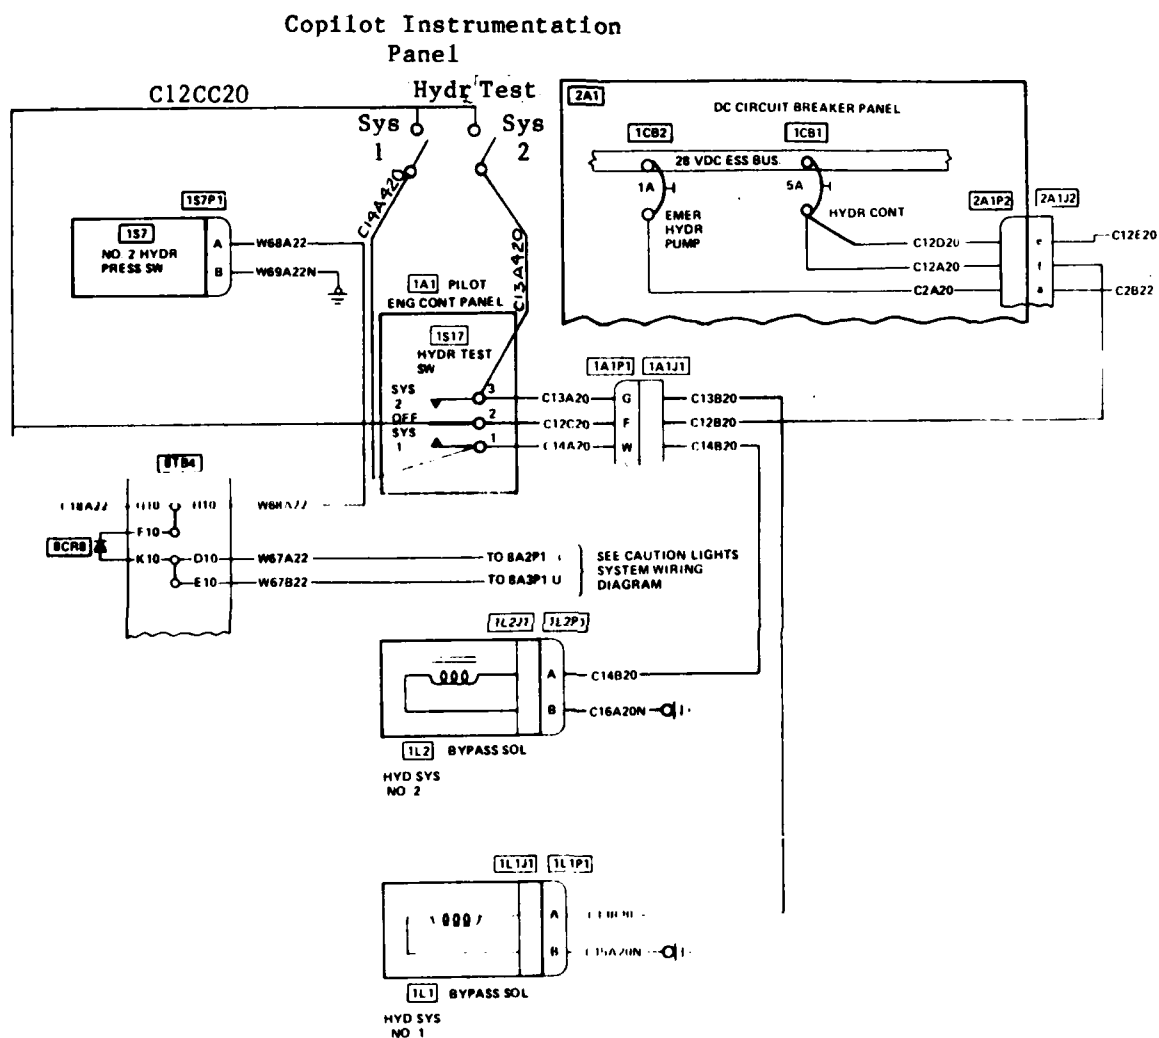 Copilot Instrumentation
Panel
C12CC20
Hydr Test
Sys
1
Sys
2
C14A420
C13A420
2A1
DC CIRCUIT BREAKER PANEL
1CB2
1CB1
28 VDC ESS BUS
1A
5A
EMER
HYDR
PUMP
HYDR CONT
2A1P2
2A1J2
C12D20
C12E20
C12A20
f
C2A20
a
C2B22
1S7P1
1S7
NO. 2 HYDR
PRESS SW
A
W68A22
B
W69A22N
1A1 PILOT
ENG CONT PANEL
1S17
HYDR TEST
SW
SYS
2
OFF
SYS
1
3
2
1
1A1P1
1A1J1
C13A20
G
C13B20
C12C20
F
C12B20
C14A20
W
C14B20
8TB4
C18A22
H10
W68A22
F10
8CR8
K10
D10
W67A22
TO 8A2P1
E10
W67B22
TO 8A3P1 U
SEE CAUTION LIGHTS
SYSTEM WIRING
DIAGRAM
1L2J1
1L2P1
A
C14B20
B
C16A20N
1L2
BYPASS SOL
HYD SYS
NO 2
1L1J1
1L1P1
A
B
C15A20N
1L1
BYPASS SOL
HYD SYS
NO 1